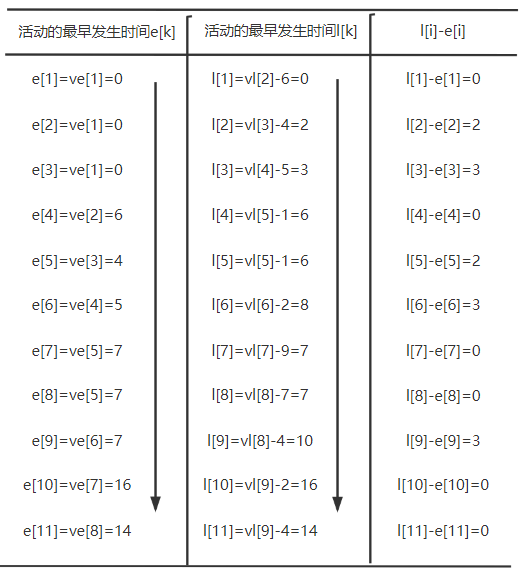 活动的最早发生时间e[k] 活动的最早发生时间l[k] l[i]-e[i]
e[1]=ve[1]=0 l[1]=vl[2]-6=0 l[1]-e[1]=0
e[2]=ve[1]=0 l[2]=vl[3]-4=2 l[2]-e[2]=2
e[3]=ve[1]=0 l[3]=vl[4]-5=3 l[3]-e[3]=3
e[4]=ve[2]=6 l[4]=vl[5]-1=6 l[4]-e[4]=0
e[5]=ve[3]=4 l[5]=vl[5]-1=6 l[5]-e[5]=2
e[6]=ve[4]=5 l[6]=vl[6]-2=8 l[6]-e[6]=3
e[7]=ve[5]=7 l[7]=vl[7]-9=7 l[7]-e[7]=0
e[8]=ve[5]=7 l[8]=vl[8]-7=7 l[8]-e[8]=0
e[9]=ve[6]=7 l[9]=vl[8]-4=10 l[9]-e[9]=3
e[10]=ve[7]=16 l[10]=vl[9]-2=16 l[10]-e[10]=0
e[11]=ve[8]=14 l[11]=vl[9]-4=14 l[11]-e[11]=0